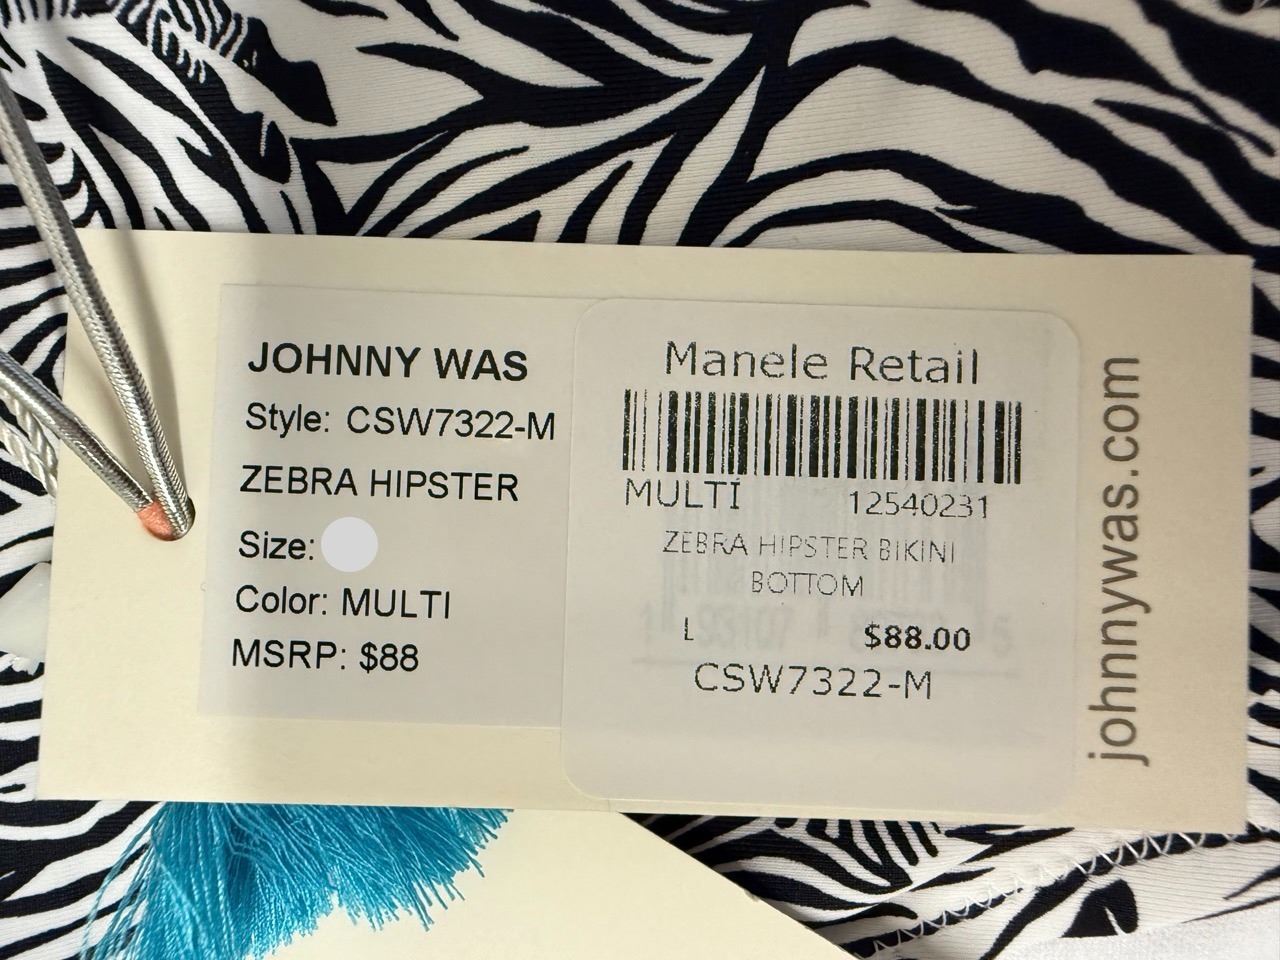 JOHNNY WAS
Style: CSW7322-M
ZEBRA HIPSTER
Size:
Color: MULTI
MSRP: $88
Manele Retail
MULTI 12540231
ZEBRA HIPSTER BIKINI
BOTTOM
L $88.00
CSW7322-M
johnnywas.com